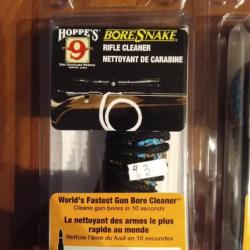 HOPPE'S
9
BORESNAKE
RIFLE CLEANER
NETTOYANT DE CARABINE
World's Fastest Gun Bore Cleaner
Cleans gun bores in 10 seconds
Le nettoyant des armes le plus
rapide au monde
Nettoie l'âme du fusil en 10 secondes